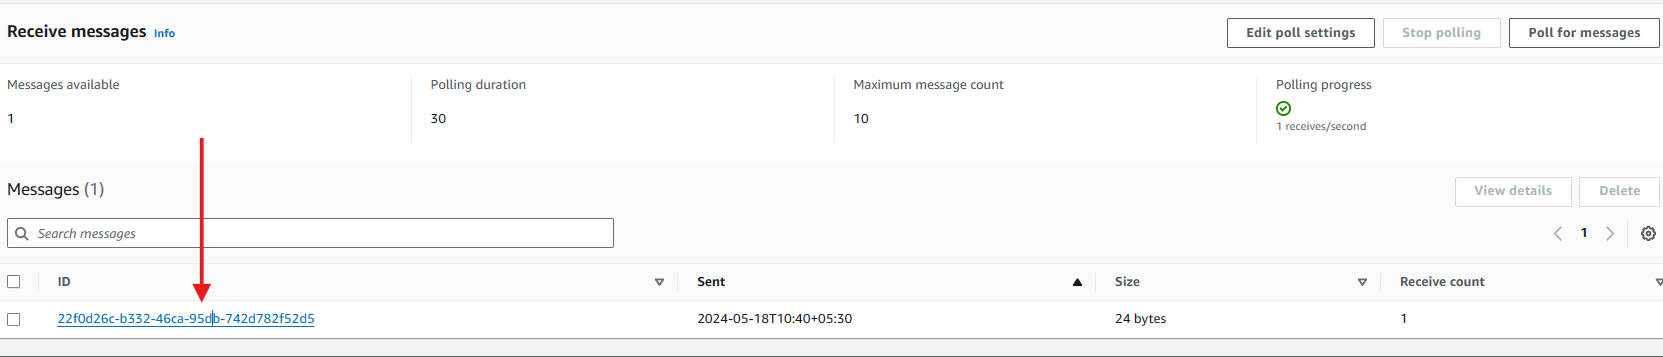 Receive messages Info
Edit poll settings Stop polling Poll for messages
Messages available Polling duration Maximum message count Polling progress
1 30 10
1 receives/second
Messages (1)
View details Delete
Search messages
1
ID Sent Size Receive count
22f0d26c-b332-46ca-95db-742d782f52d5 2024-05-18T10:40+05:30 24 bytes 1